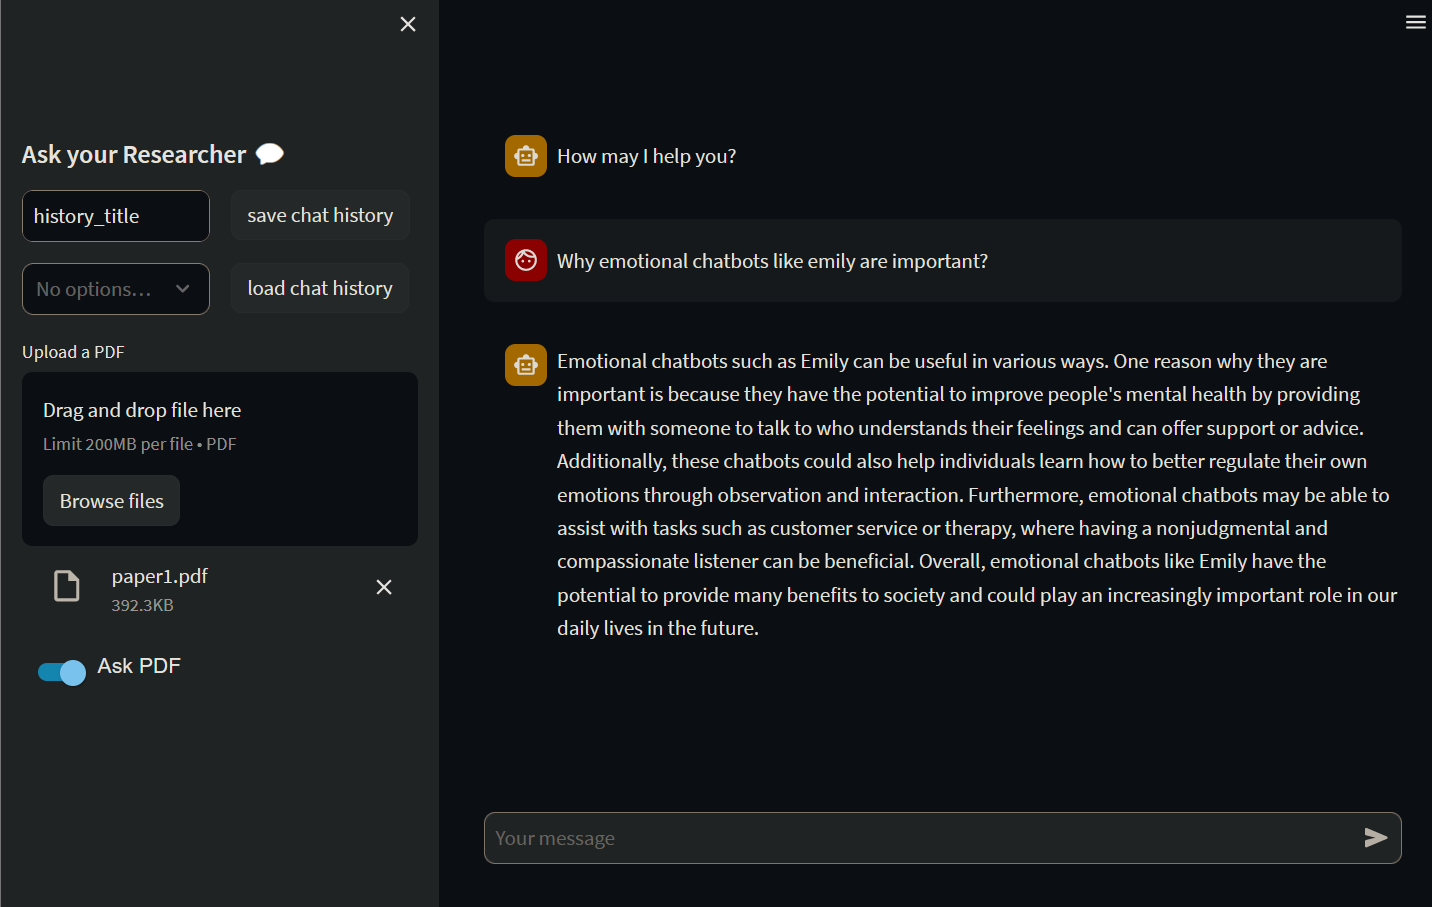 Ask your Researcher
history_title
save chat history
No options...
load chat history
Upload a PDF
Drag and drop file here
Limit 200MB per file • PDF
Browse files
paper1.pdf
392.3KB
Ask PDF
How may I help you?
Why emotional chatbots like emily are important?
Emotional chatbots such as Emily can be useful in various ways. One reason why they are
important is because they have the potential to improve people's mental health by providing
them with someone to talk to who understands their feelings and can offer support or advice.
Additionally, these chatbots could also help individuals learn how to better regulate their own
emotions through observation and interaction. Furthermore, emotional chatbots may be able to
assist with tasks such as customer service or therapy, where having a nonjudgmental and
compassionate listener can be beneficial. Overall, emotional chatbots like Emily have the
potential to provide many benefits to society and could play an increasingly important role in our
daily lives in the future.
Your message